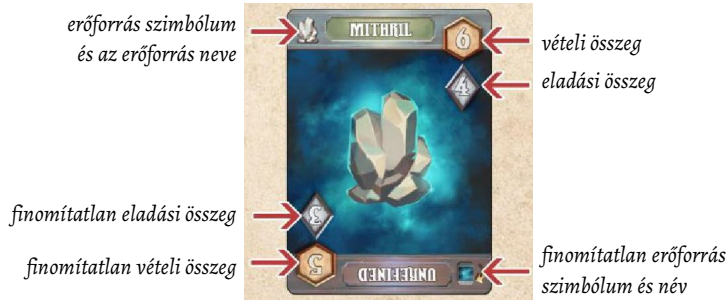 erőforrás szimbólum
és az erőforrás neve
MITHRIL
6
vételi összeg
4
eladási összeg
finomítatlan eladási összeg
3
finomítatlan vételi összeg
5
UNREFINED
finomítatlan erőforrás
szimbólum és név